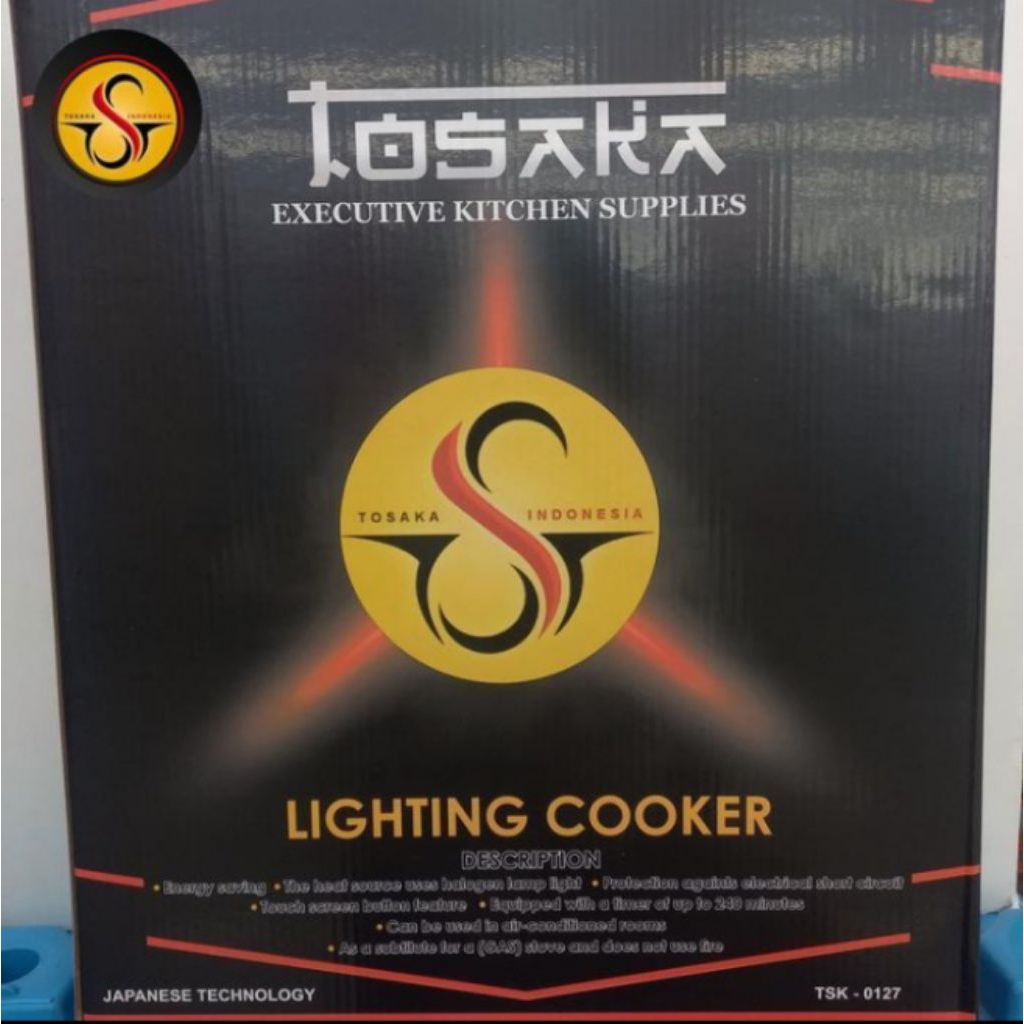 TOSAKA INDONESIA
TOSAKA
EXECUTIVE KITCHEN SUPPLIES
TOSAKA INDONESIA
LIGHTING COOKER
DESCRIPTION
• Energy saving • The heat source uses halogen lamp light • Protection againts electrical short circuit
• Touch screen button feature • Equipped with a timer of up to 240 minutes
• Can be used in air-conditioned rooms
• As a subtitute for a (GAS) stove and does not use fire
JAPANESE TECHNOLOGY
TSK - 0127